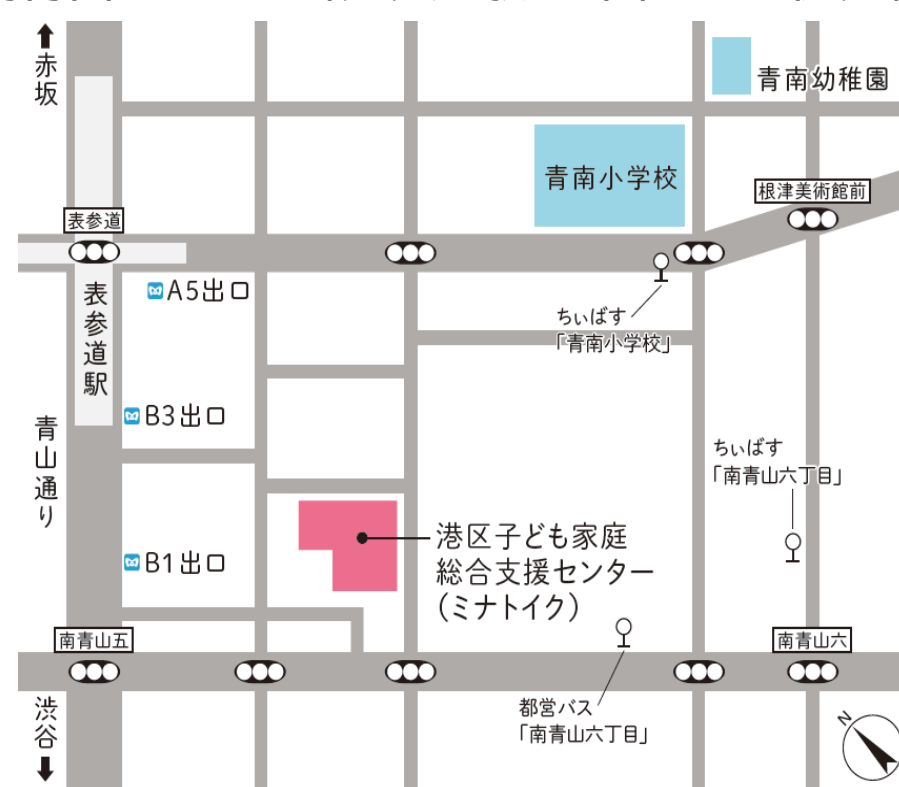 赤坂
青南幼稚園
青南小学校
根津美術館前
表参道
A5出口
表参道駅
ちぃばす
「青南小学校」
B3出口
青山通り
ちぃばす
「南青山六丁目」
港区子ども家庭
総合支援センター
（ミナトイク）
B1出口
南青山五
南青山六
渋谷
都営バス
「南青山六丁目」
N